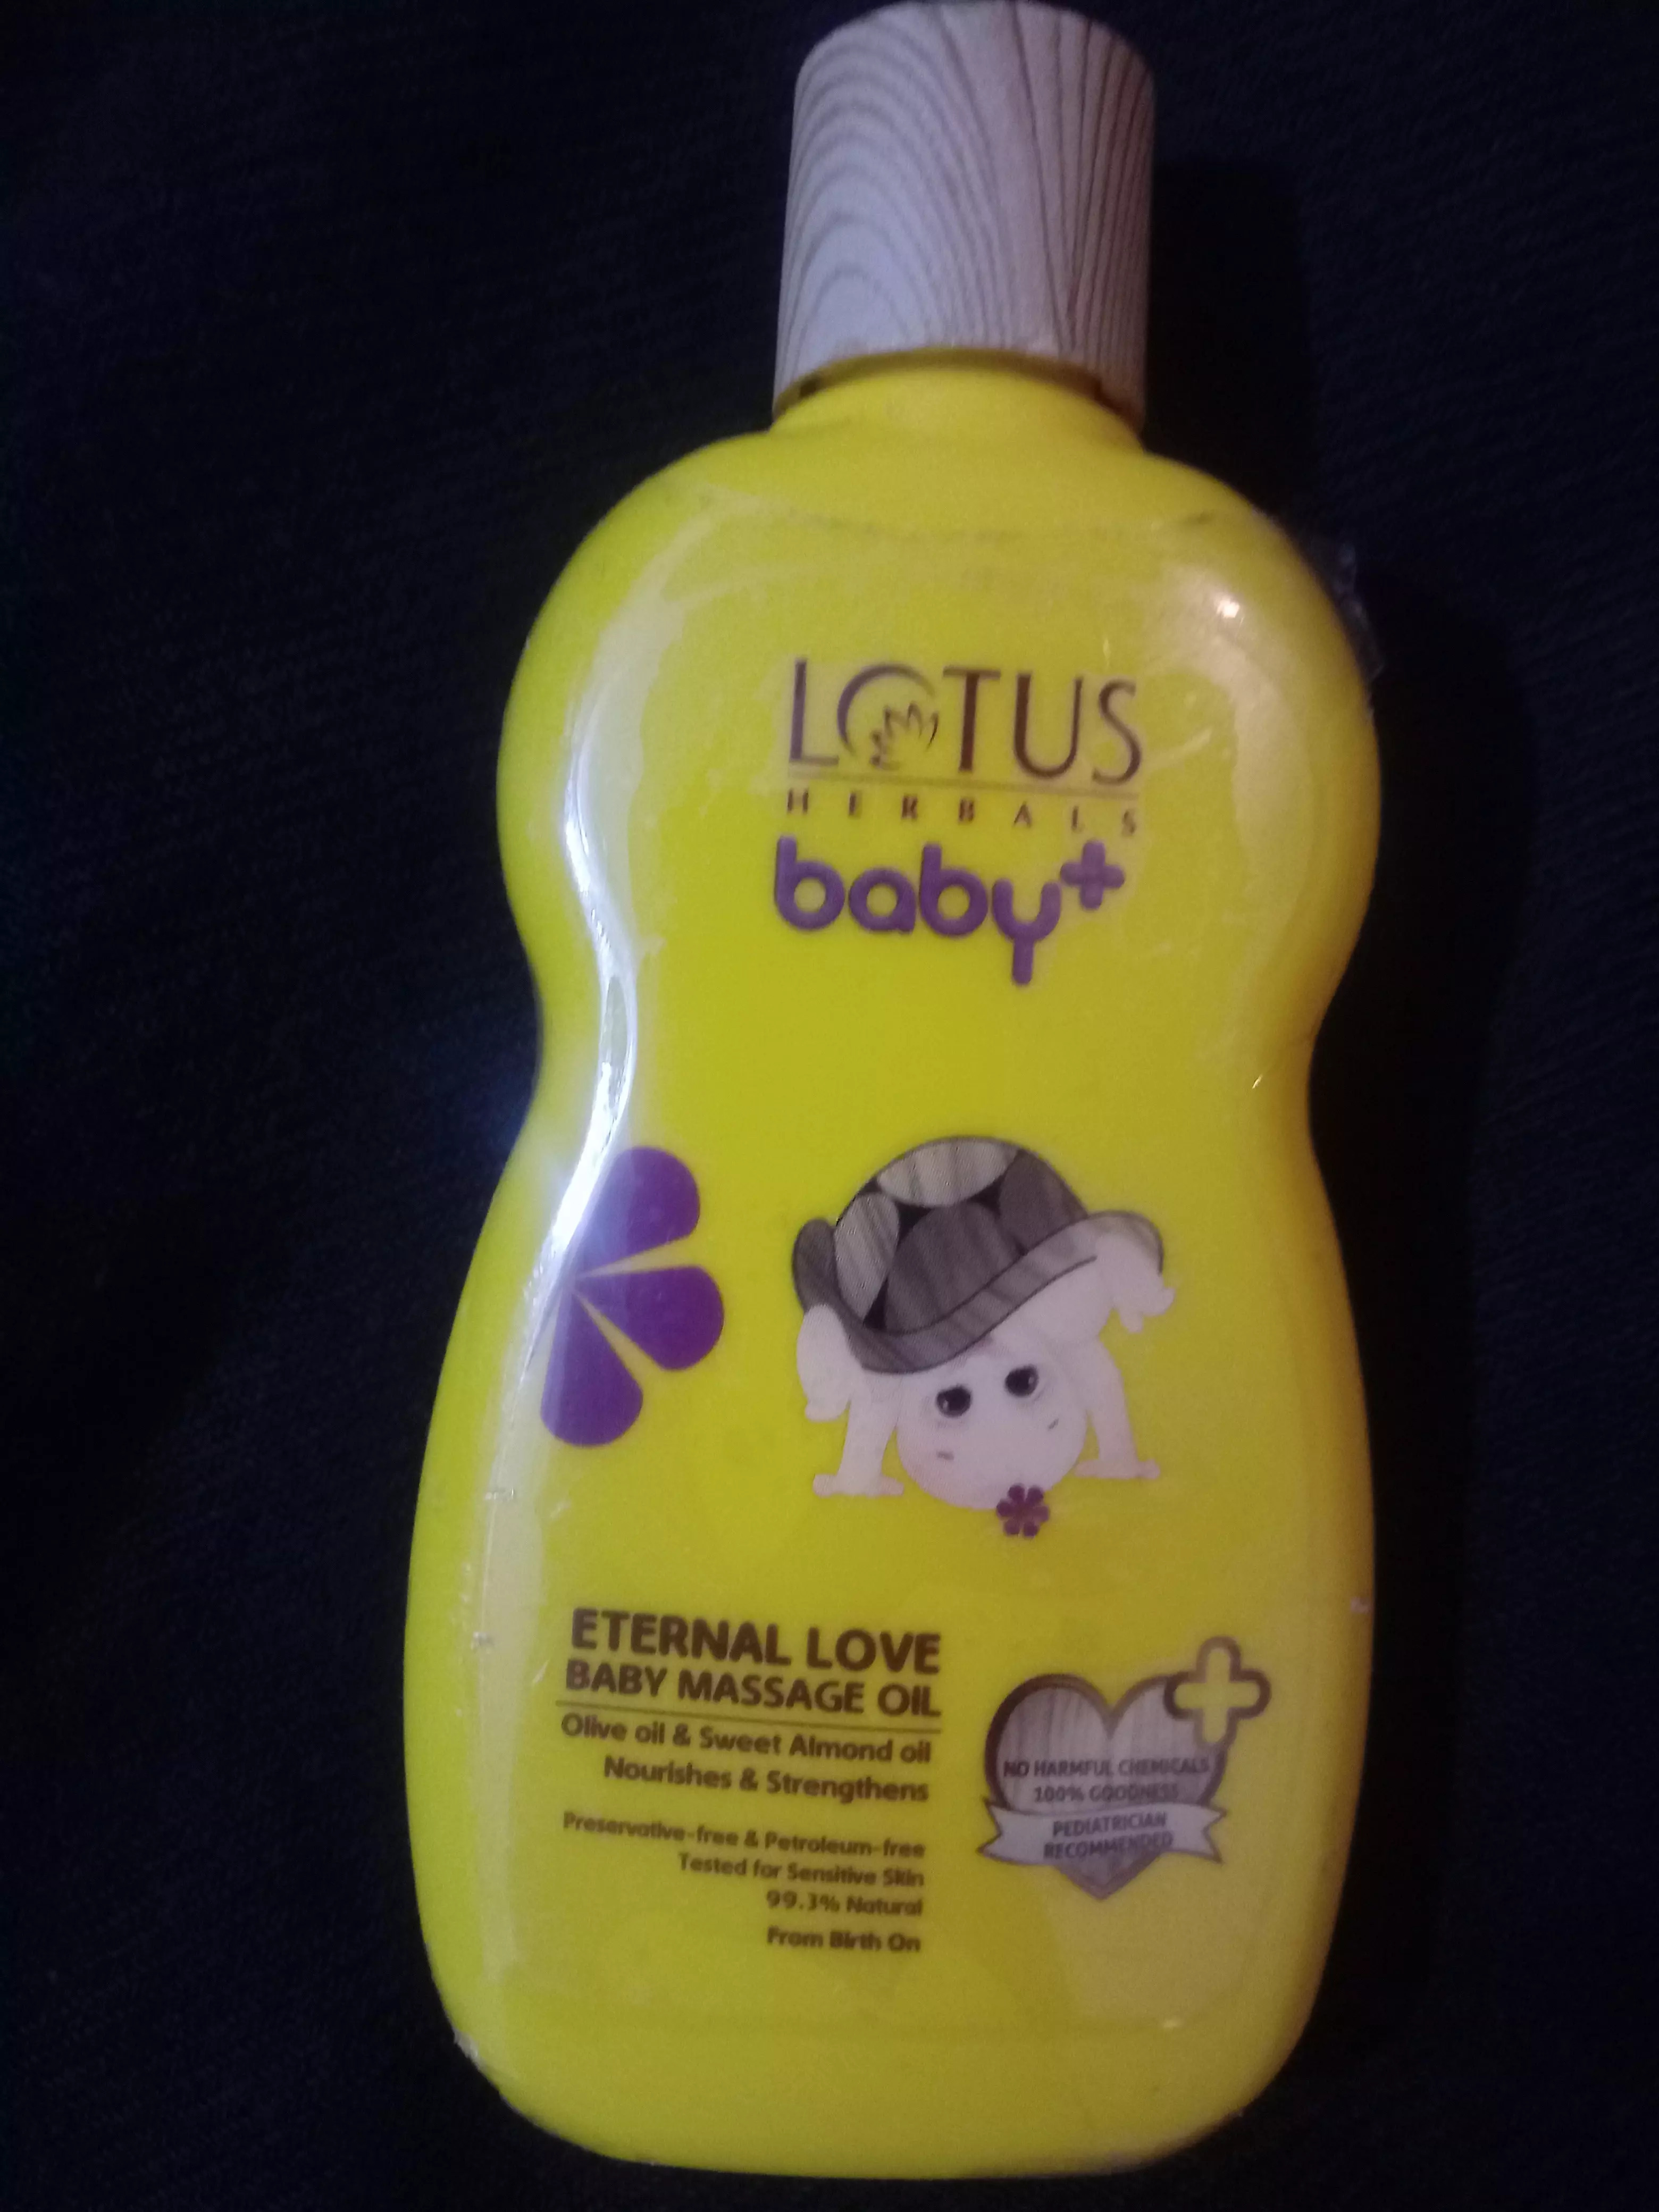 LOTUS
HERBALS
baby+
ETERNAL LOVE
BABY MASSAGE OIL
Olive oil & Sweet Almond oil
Nourishes & Strengthens
Preservative-free & Petroleum-free
Tested for Sensitive Skin
99.3% Natural
From Birth On
NO HARMFUL CHEMICALS
100% GOODNESS
PEDIATRICIAN
RECOMMENDED